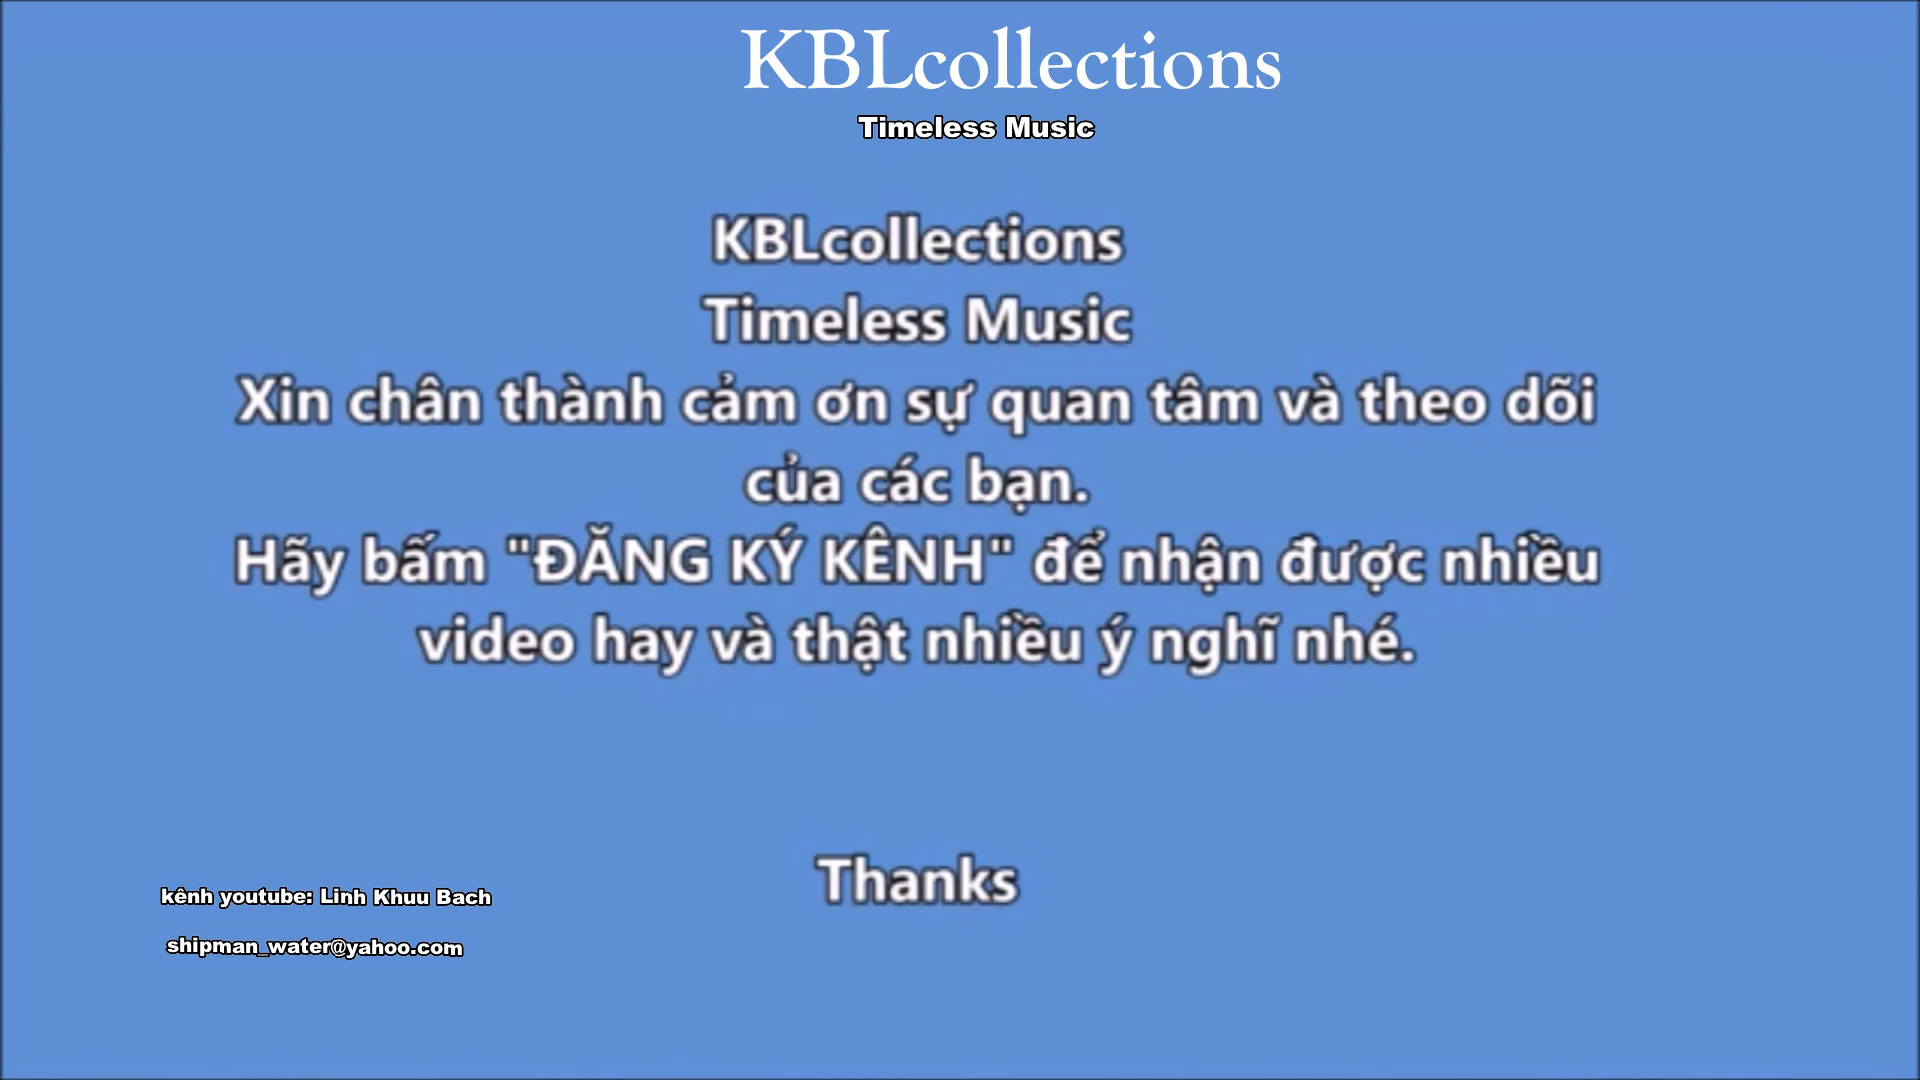 KBLcollections
Timeless Music
KBLcollections
Timeless Music
Xin chân thành cảm ơn sự quan tâm và theo dõi
của các bạn.
Hãy bấm "ĐĂNG KÝ KÊNH" để nhận được nhiều
video hay và thật nhiều ý nghĩ nhé.
Thanks
kênh youtube: Linh Khuu Bach
shipman_water@yahoo.com